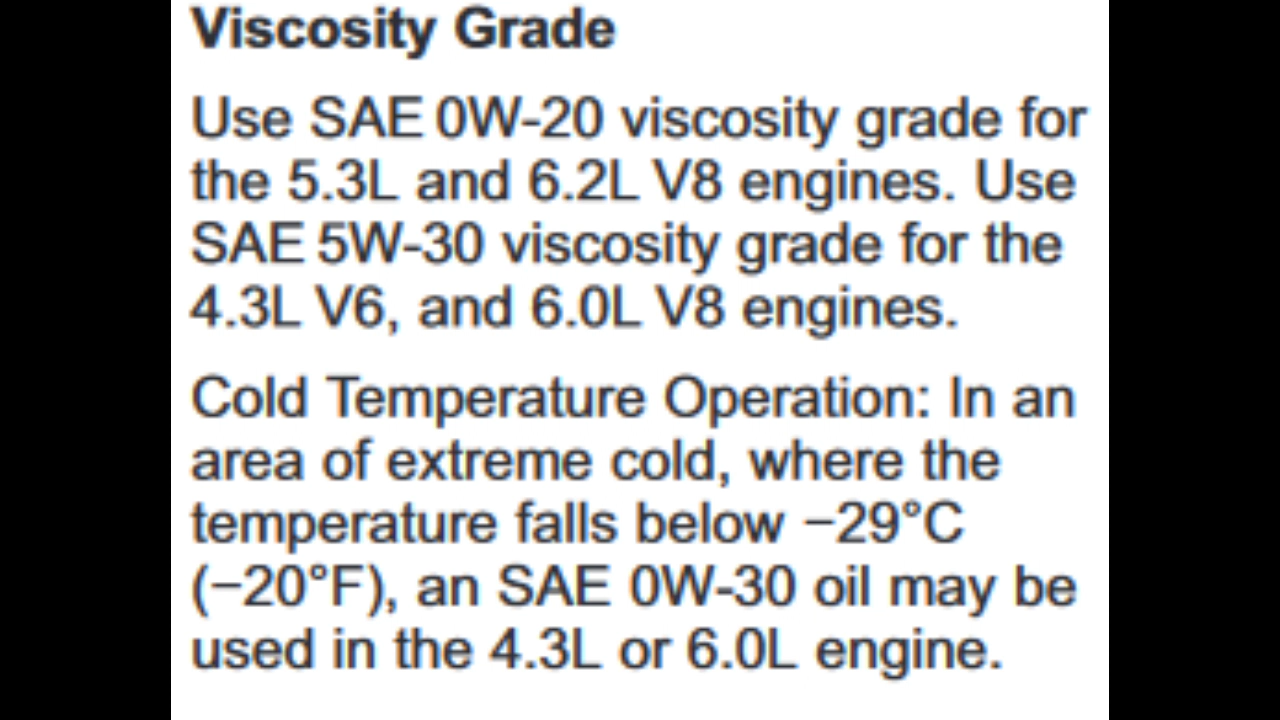 Viscosity Grade
Use SAE 0W-20 viscosity grade for
the 5.3L and 6.2L V8 engines. Use
SAE 5W-30 viscosity grade for the
4.3L V6, and 6.0L V8 engines.
Cold Temperature Operation: In an
area of extreme cold, where the
temperature falls below −29°C
(−20°F), an SAE 0W-30 oil may be
used in the 4.3L or 6.0L engine.